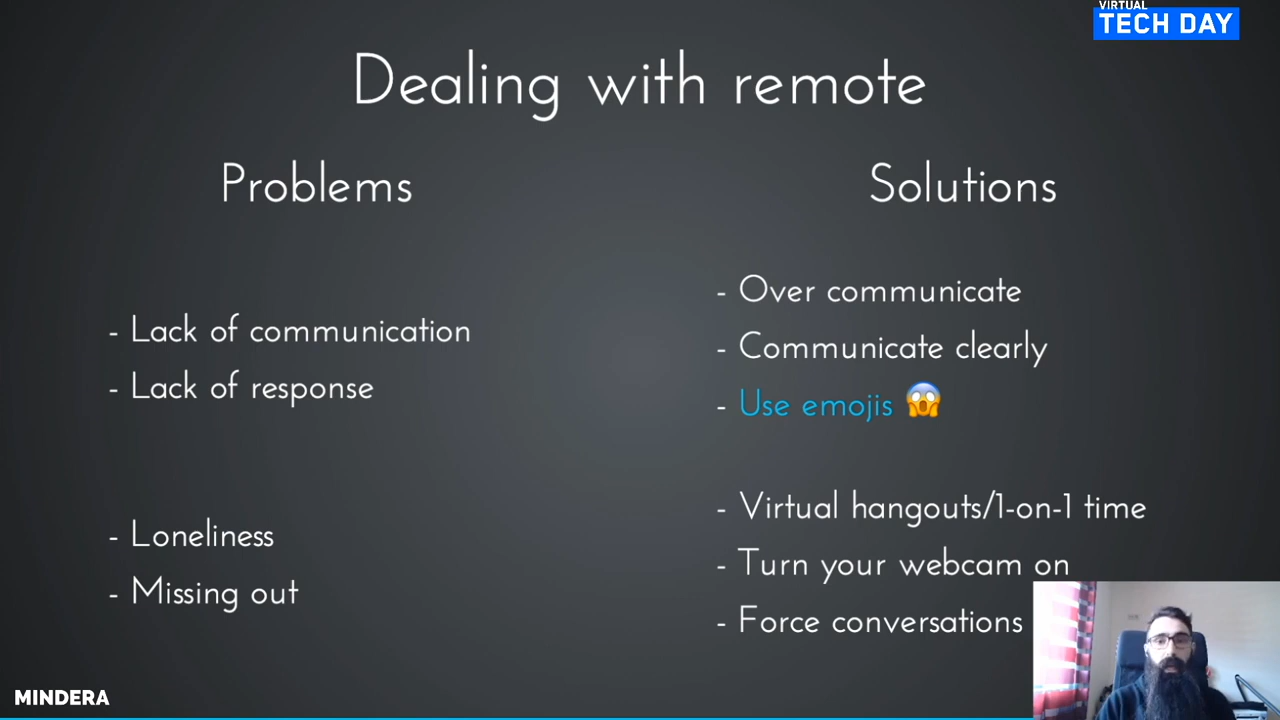 VIRTUAL
TECH DAY
Dealing with remote
Problems
- Lack of communication
- Lack of response
- Loneliness
- Missing out
Solutions
- Over communicate
- Communicate clearly
- Use emojis 😱
- Virtual hangouts/1-on-1 time
- Turn your webcam on
- Force conversations
MINDERA